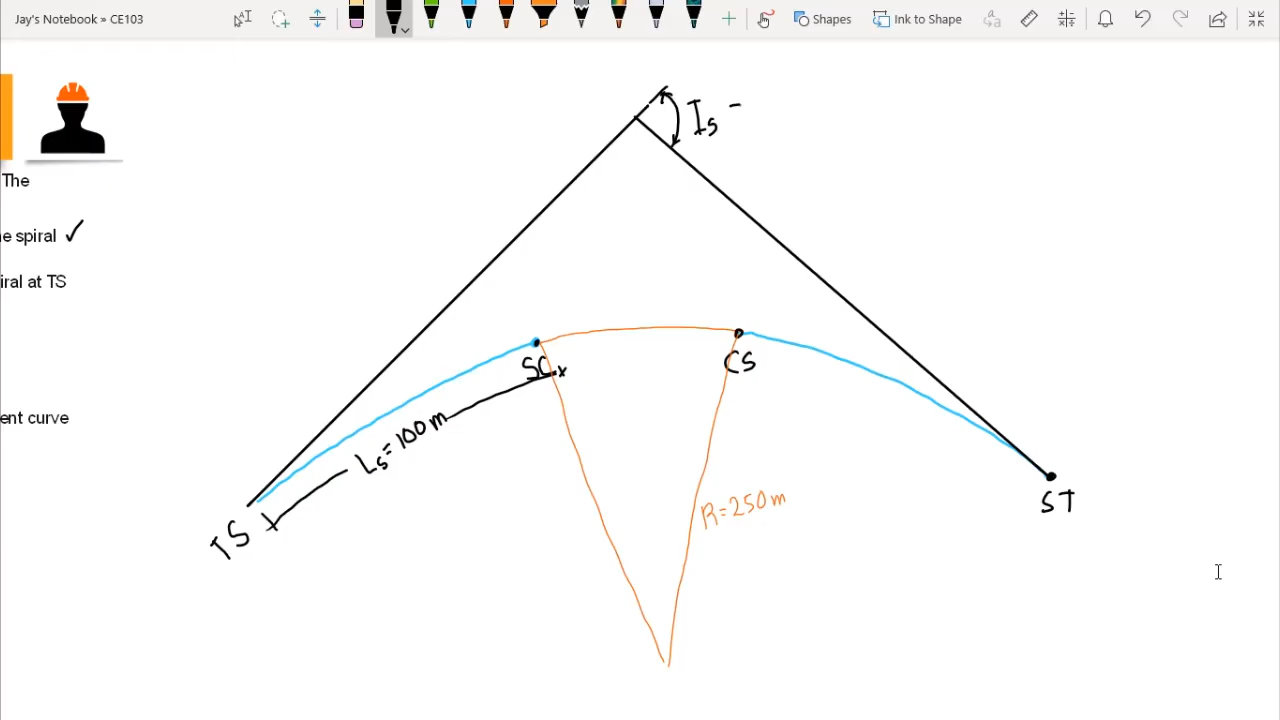 Jay's Notebook » CE103
Shapes
Ink to Shape
The
he spiral ✓
iral at TS
ent curve
Is -
SC
CS
Ls = 100 m
R = 250 m
TS
ST